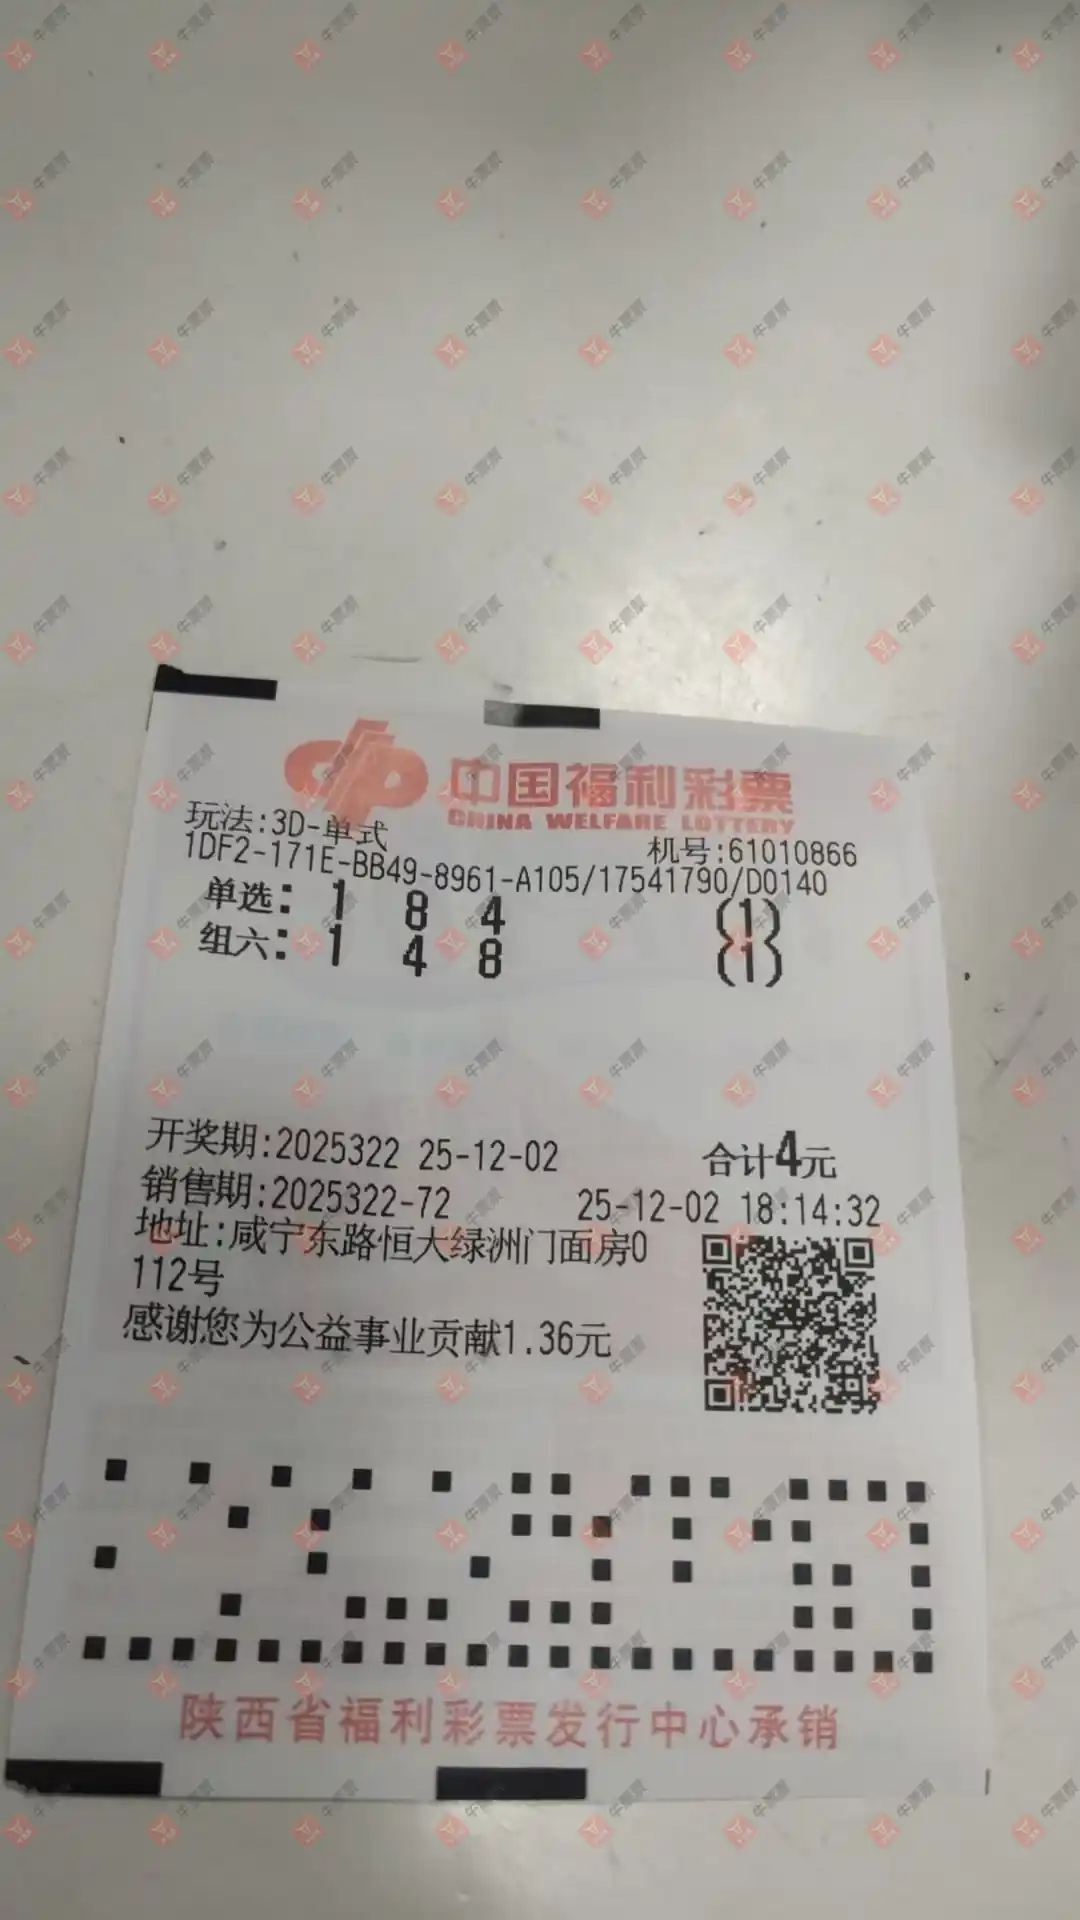 中国福利彩票
CHINA WELFARE LOTTERY
玩法:3D-单式
机号:61010866
1DF2-171E-BB49-8961-A105/17541790/D0140
单选: 1 8 4 (1)
组六: 1 4 8 (1)
开奖期:2025322 25-12-02 合计4元
销售期:2025322-72 25-12-02 18:14:32
地址:咸宁东路恒大绿洲门面房0
112号
感谢您为公益事业贡献1.36元
陕西省福利彩票发行中心承销
牛票票